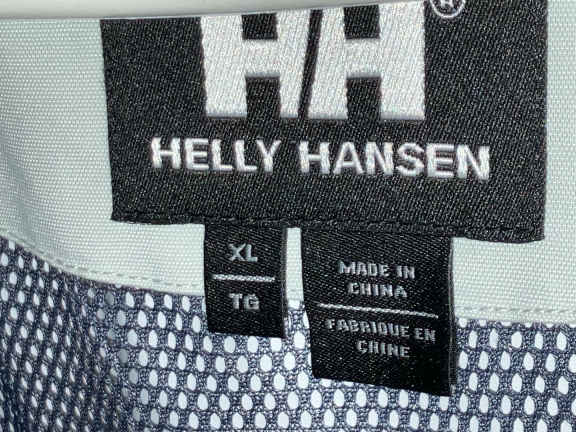 HH®
HELLY HANSEN
XL
TG
MADE IN
CHINA
FABRIQUE EN
CHINE